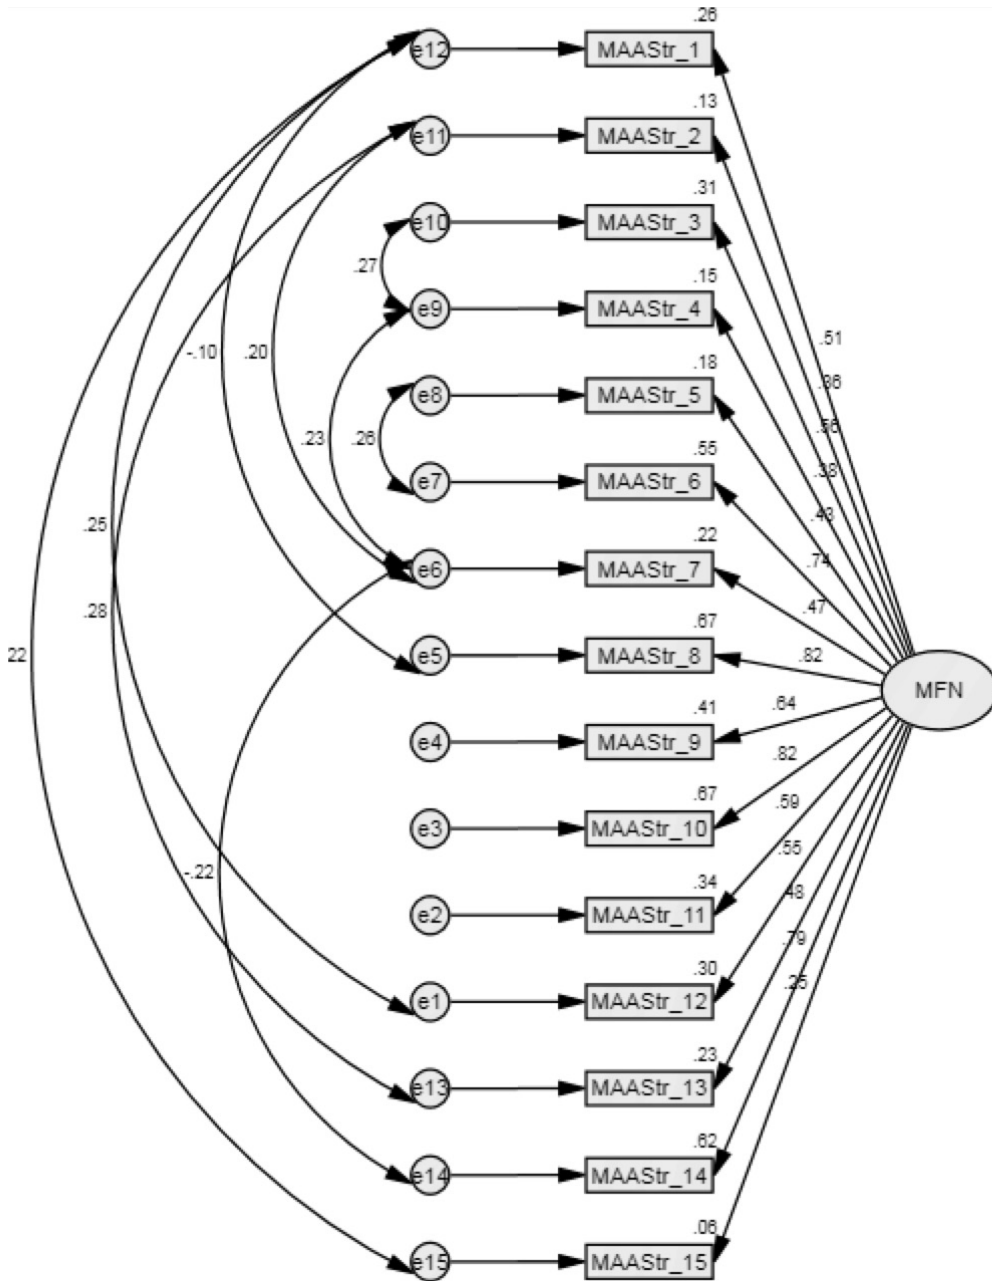 .26
e12 MAAStr_1
.13
e11 MAAStr_2
.31
e10 MAAStr_3
.27
.15
e9 MAAStr_4
.51
-.10 .20
.18
.36
e8 MAAStr_5
.56
.23 .26
.55
.38
e7 MAAStr_6
.43
.25
.22
.74
e6 MAAStr_7
.28
.47
.67
22
e5 MAAStr_8
.82
MFN
.41
.64
e4 MAAStr_9
.82
.67
.59
e3 MAAStr_10
.55
-.22
.34
.48
e2 MAAStr_11
.79
.30
.25
e1 MAAStr_12
.23
e13 MAAStr_13
.62
e14 MAAStr_14
.06
e15 MAAStr_15